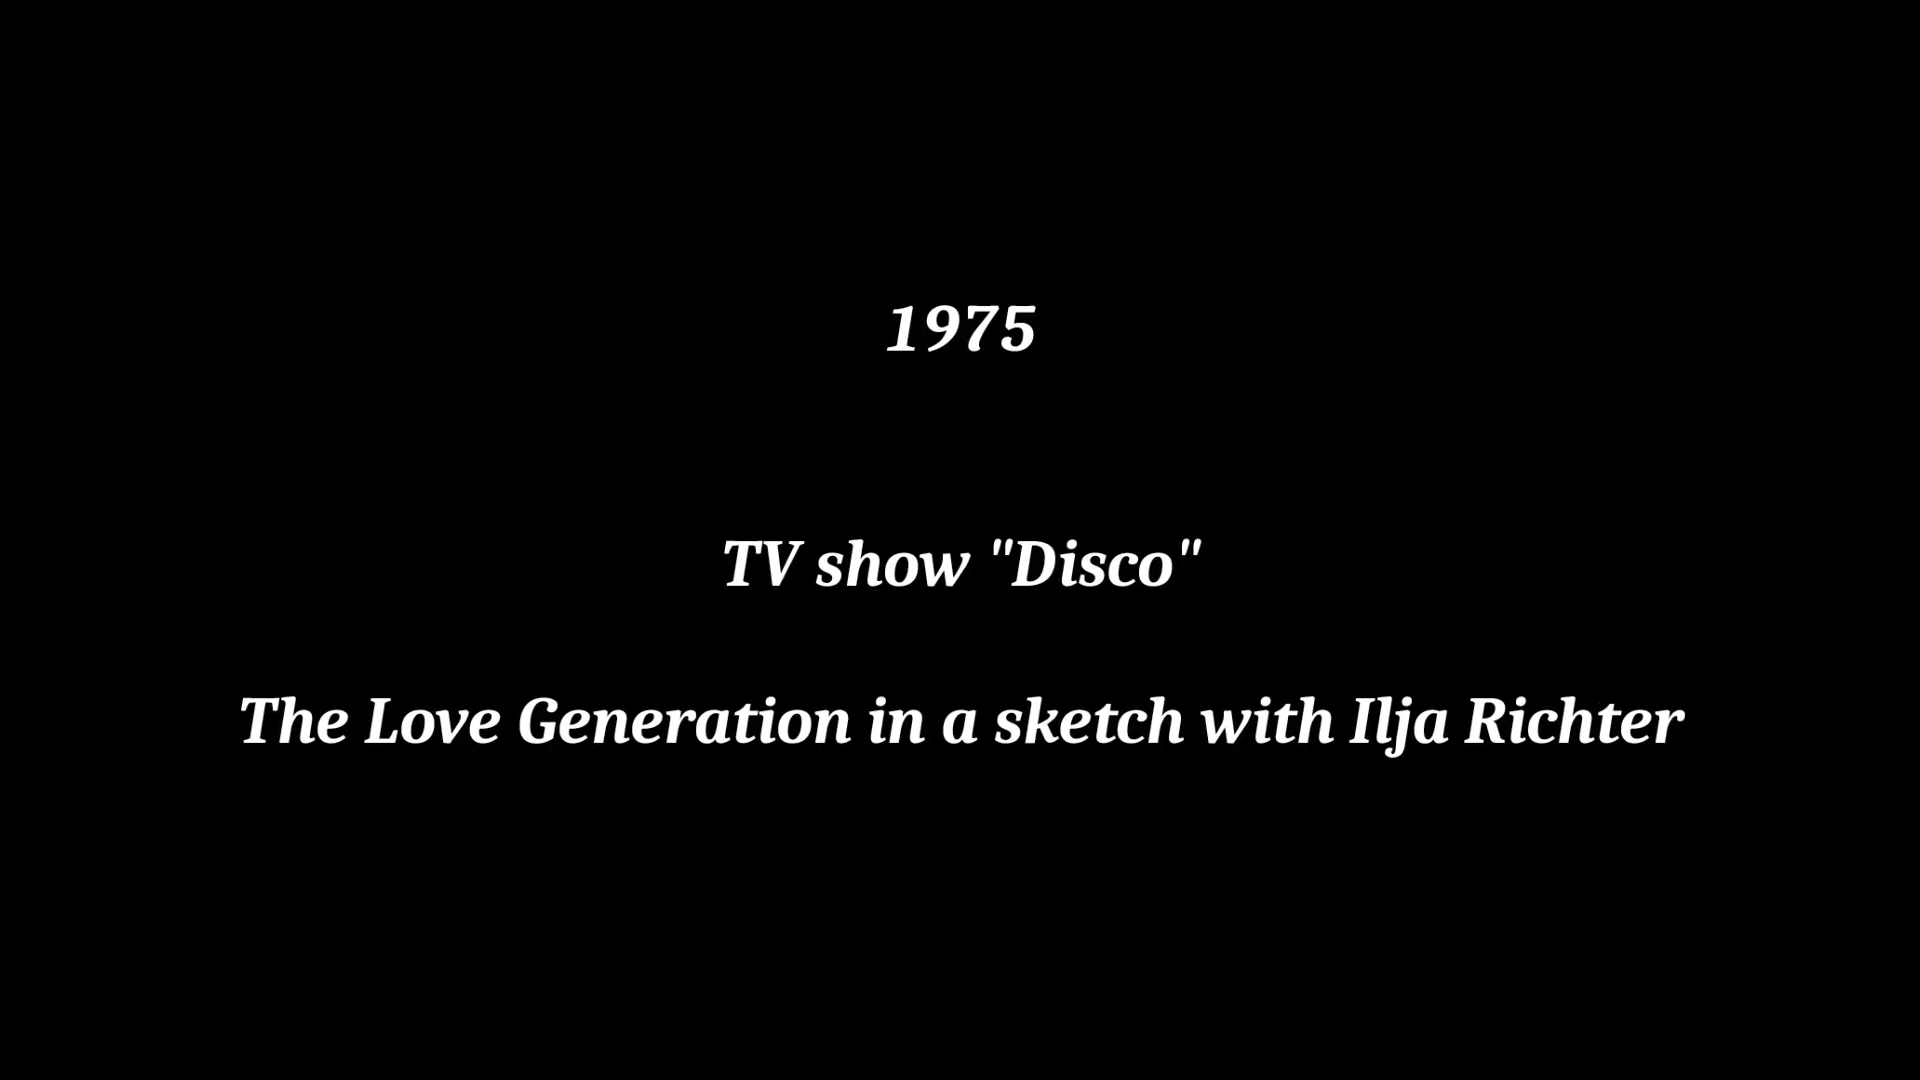 1975
TV show "Disco"
The Love Generation in a sketch with Ilja Richter